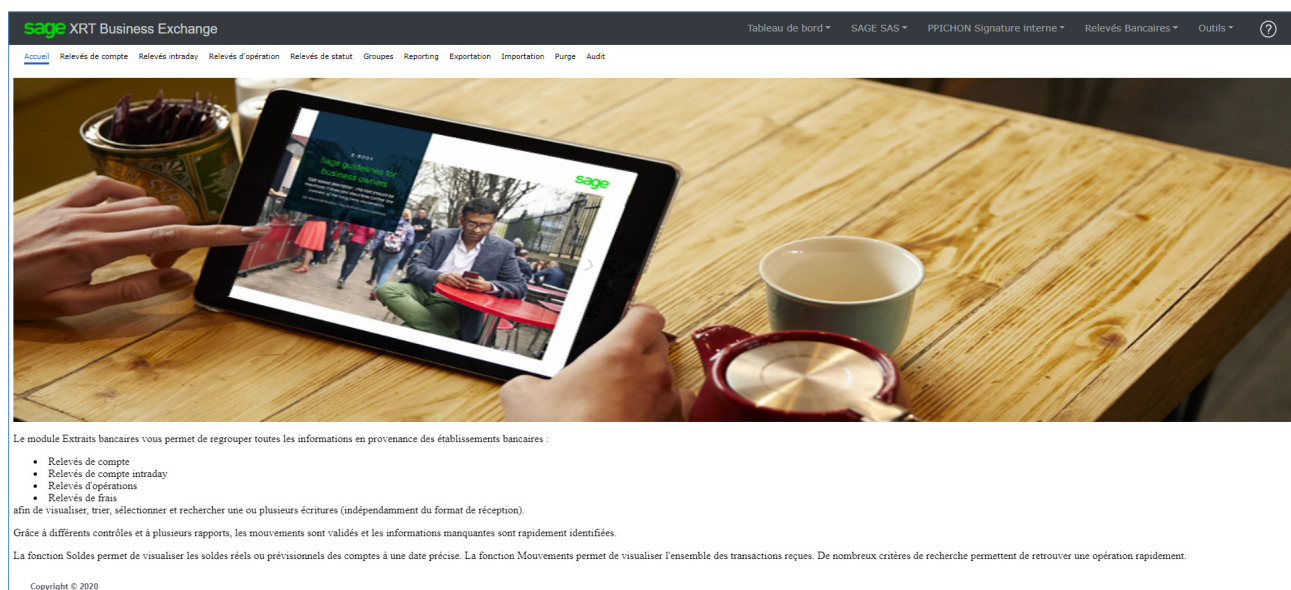 sage XRT Business Exchange
Tableau de bord
SAGE SAS
PPICHON Signature interne
Relevés Bancaires
Outils
?
Accueil
Relevés de compte
Relevés intraday
Relevés d'opération
Relevés de statut
Groupes
Reporting
Exportation
Importation
Purge
Audit
E-BOOK
Sage guidelines for
business owners
sage
Le module Extraits bancaires vous permet de regrouper toutes les informations en provenance des établissements bancaires :
• Relevés de compte
• Relevés de compte intraday
• Relevés d'opérations
• Relevés de frais
afin de visualiser, trier, sélectionner et rechercher une ou plusieurs écritures (indépendamment du format de réception).
Grâce à différents contrôles et à plusieurs rapports, les mouvements sont validés et les informations manquantes sont rapidement identifiées.
La fonction Soldes permet de visualiser les soldes réels ou prévisionnels des comptes à une date précise. La fonction Mouvements permet de visualiser l'ensemble des transactions reçues. De nombreux critères de recherche permettent de retrouver une opération rapidement.
Copyright © 2020